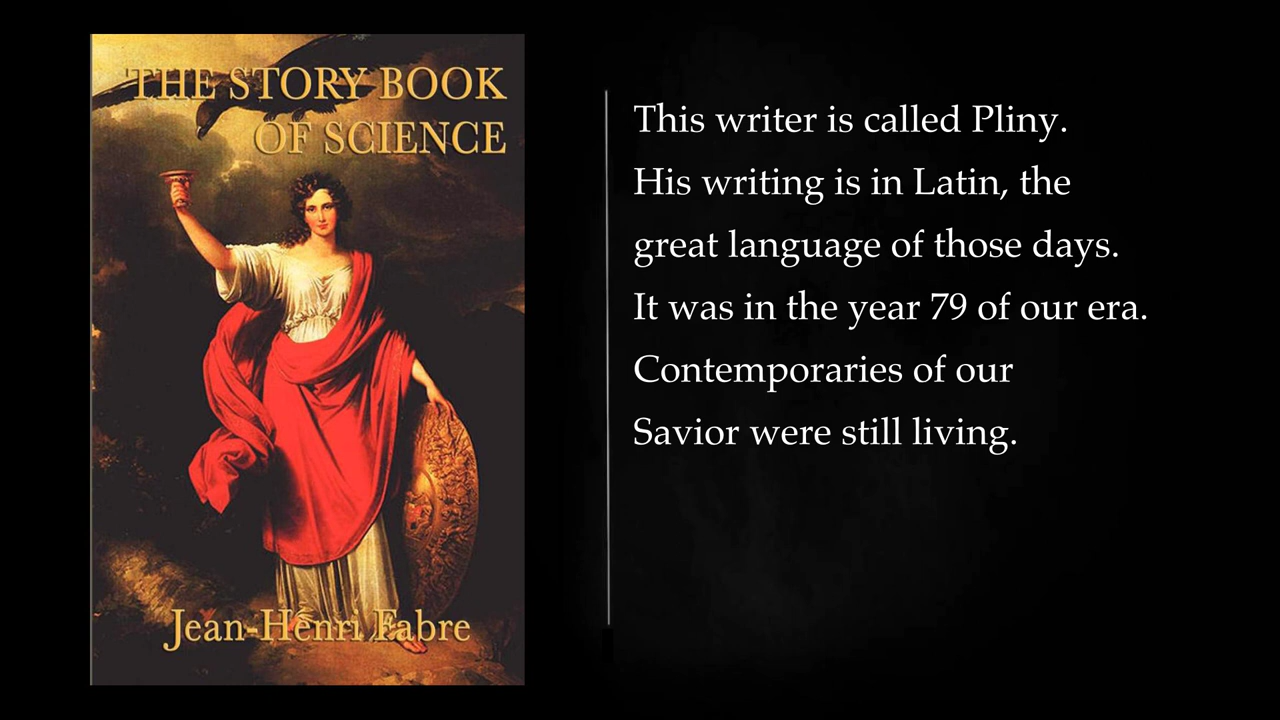 THE STORY BOOK
OF SCIENCE
Jean-Henri Fabre
This writer is called Pliny.
His writing is in Latin, the
great language of those days.
It was in the year 79 of our era.
Contemporaries of our
Savior were still living.